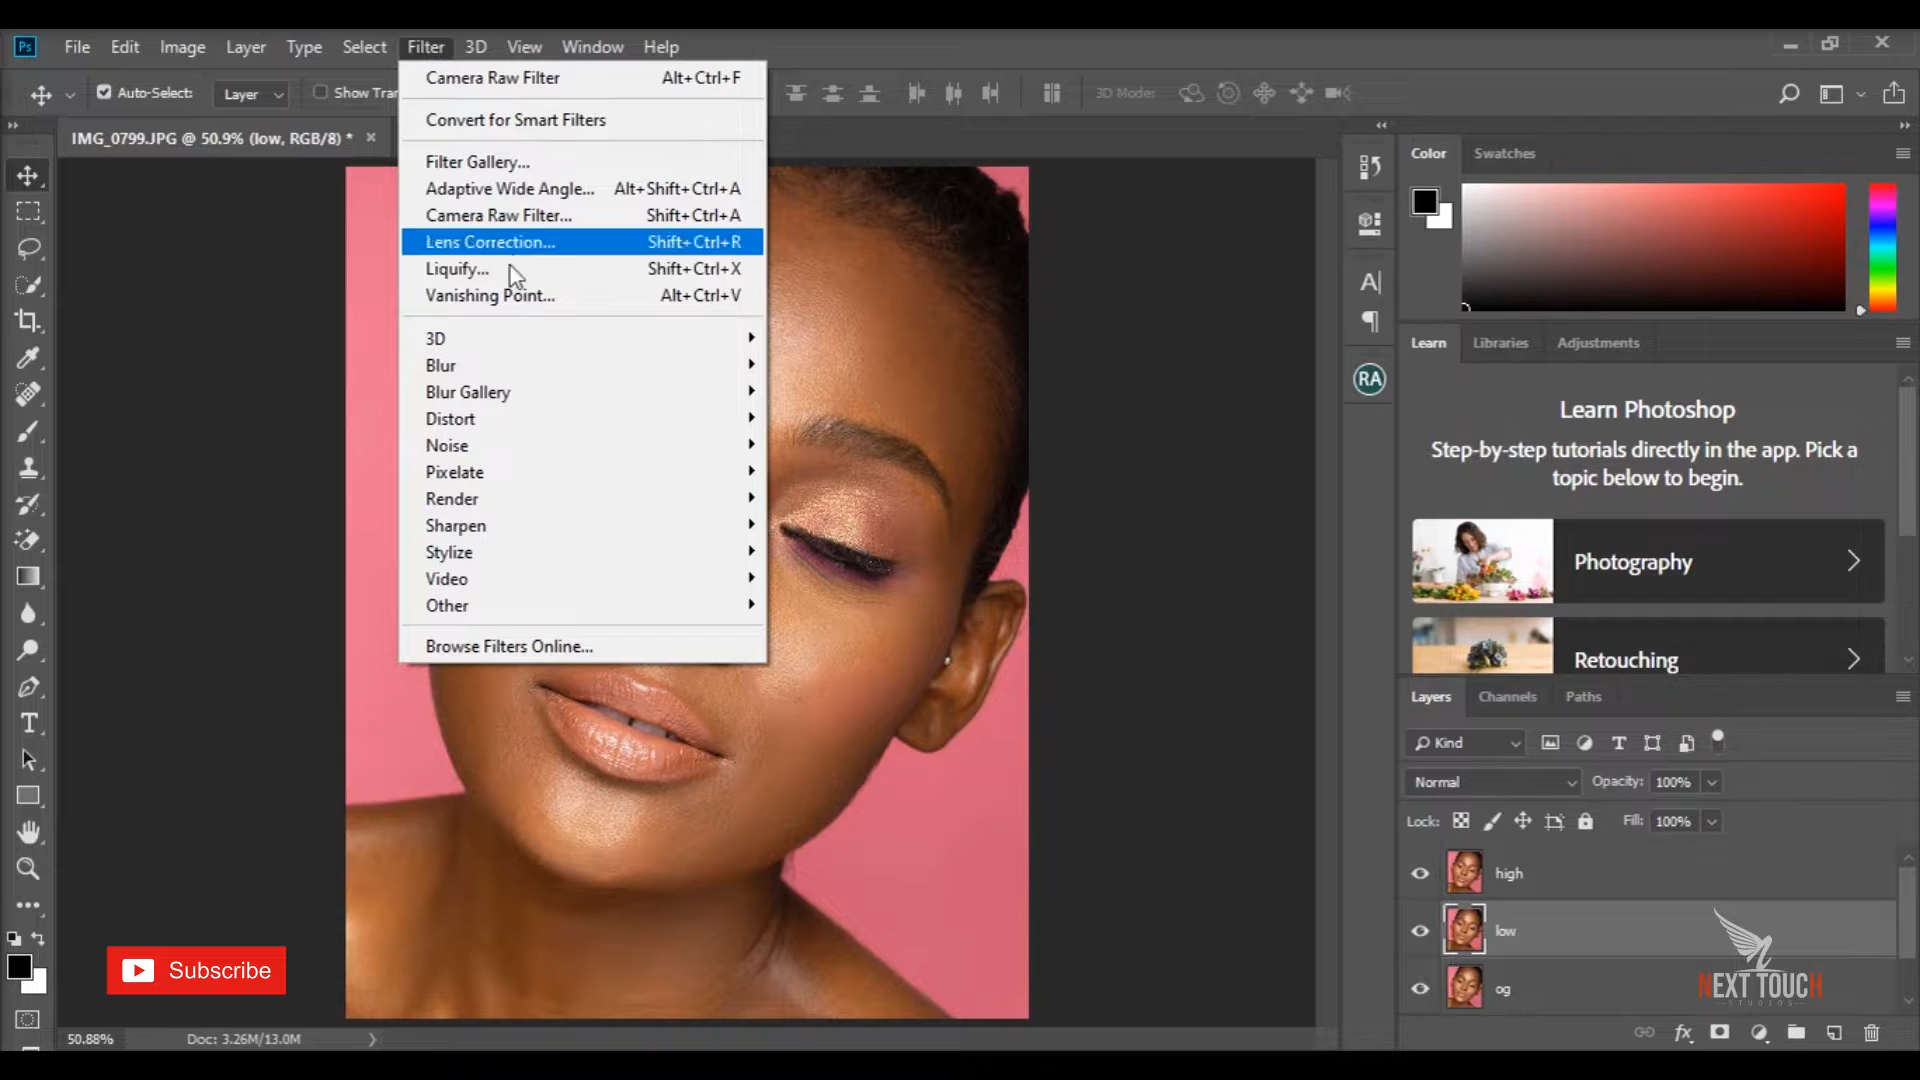 Ps File Edit Image Layer Type Select Filter 3D View Window Help
Auto-Select: Layer Show Tran 3D Mode:
IMG_0799.JPG @ 50.9% (low, RGB/8) *
Camera Raw Filter Alt+Ctrl+F
Convert for Smart Filters
Filter Gallery...
Adaptive Wide Angle... Alt+Shift+Ctrl+A
Camera Raw Filter... Shift+Ctrl+A
Lens Correction... Shift+Ctrl+R
Liquify... Shift+Ctrl+X
Vanishing Point... Alt+Ctrl+V
3D
Blur
Blur Gallery
Distort
Noise
Pixelate
Render
Sharpen
Stylize
Video
Other
Browse Filters Online...
RA
Color Swatches
Learn Libraries Adjustments
Learn Photoshop
Step-by-step tutorials directly in the app. Pick a
topic below to begin.
Photography
Retouching
Layers Channels Paths
Kind
Normal Opacity: 100%
Lock: Fill: 100%
high
low
og
NEXT TOUCH
STUDIOS
Subscribe
50.88% Doc: 3.26M/13.0M